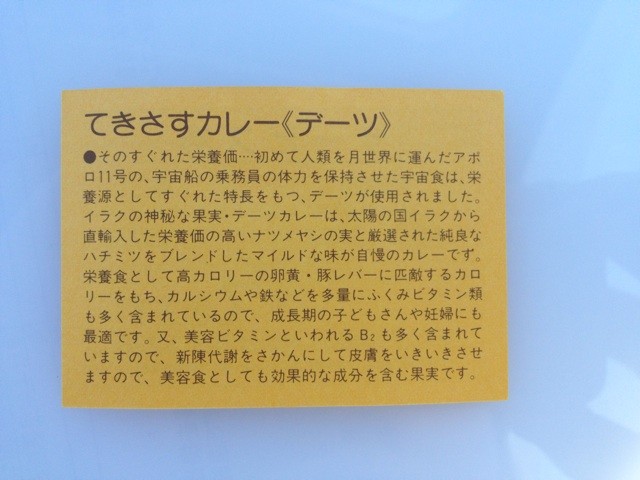 てきさすカレー《デーツ》
●そのすぐれた栄養価‥‥初めて人類を月世界に運んだアポ
ロ11号の、宇宙船の乗務員の体力を保持させた宇宙食は、栄
養源としてすぐれた特長をもつ、デーツが使用されました。
イラクの神秘な果実・デーツカレーは、太陽の国イラクから
直輸入した栄養価の高いナツメヤシの実と厳選された純良な
ハチミツをブレンドしたマイルドな味が自慢のカレーでず。
栄養食として高カロリーの卵黄・豚レバーに匹敵するカロ
リーをもち、カルシウムや鉄などを多量にふくみビタミン類
も多く含まれているので、成長期の子どもさんや妊婦にも
最適です。又、美容ビタミンといわれるB₂も多く含まれて
いますので、新陳代謝をさかんにして皮膚をいきいきさせ
ますので、美容食としても効果的な成分を含む果実です。